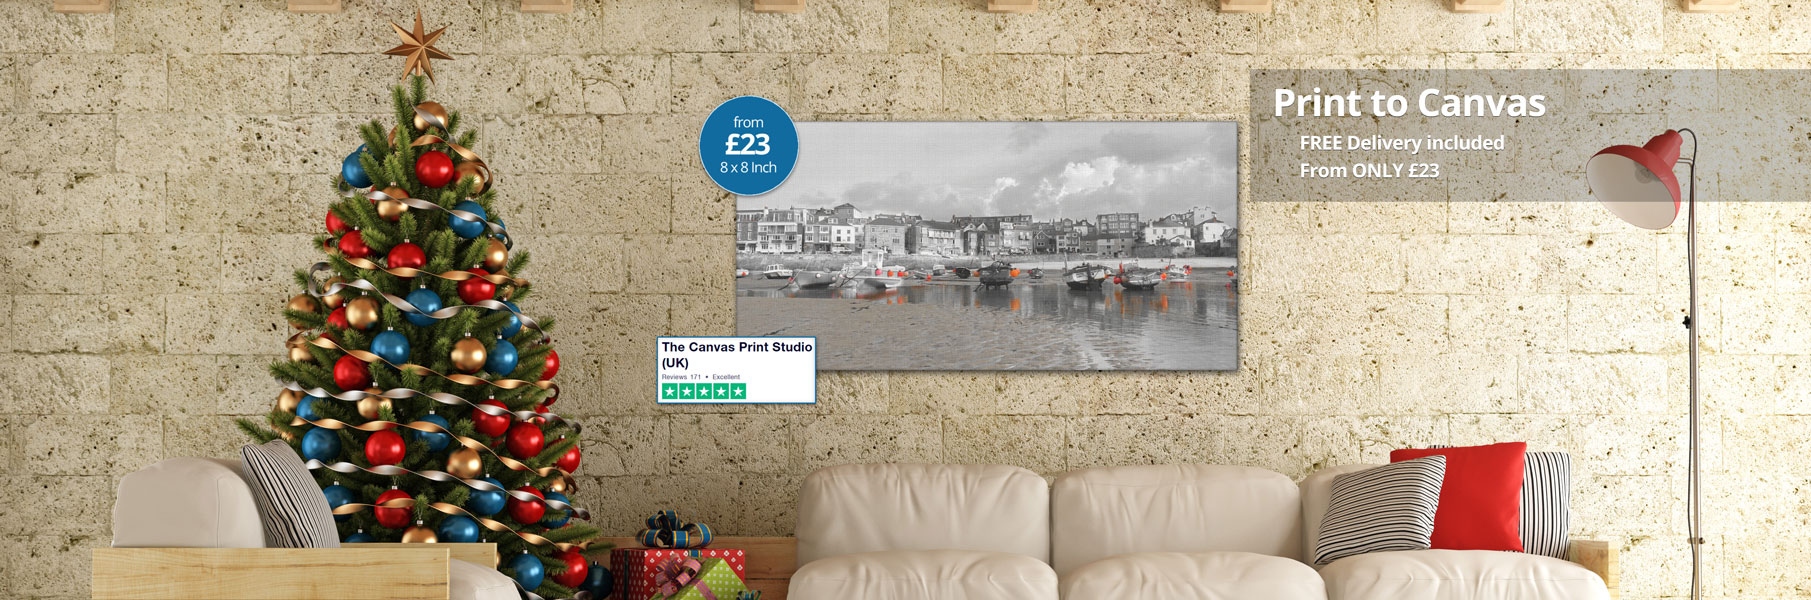 from
£23
8 x 8 Inch
Print to Canvas
FREE Delivery included
From ONLY £23
The Canvas Print Studio
(UK)
Reviews 171 • Excellent